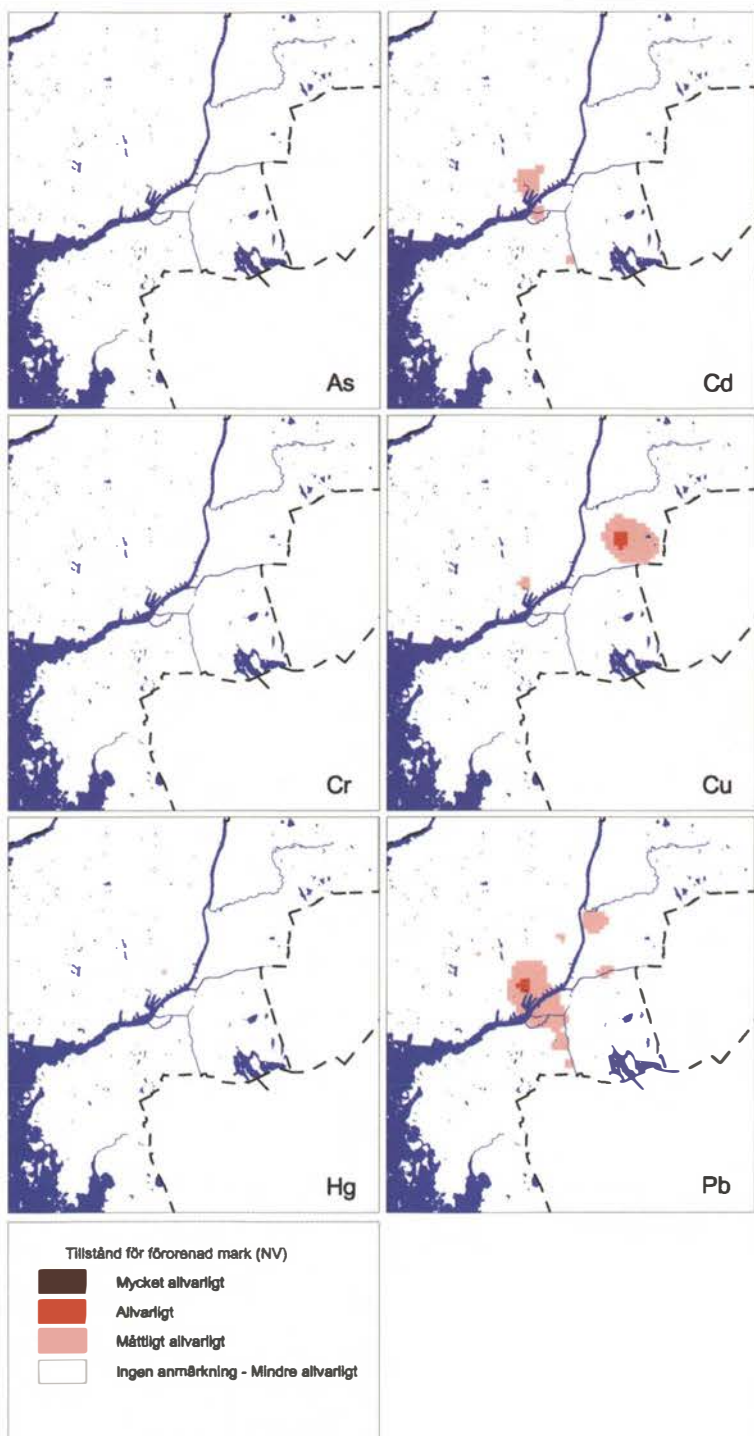 As
Cd
Cr
Cu
Hg
Pb
Tillstånd för förorenad mark (NV)
Mycket allvarligt
Allvarligt
Måttligt allvarligt
Ingen anmärkning - Mindre allvarligt